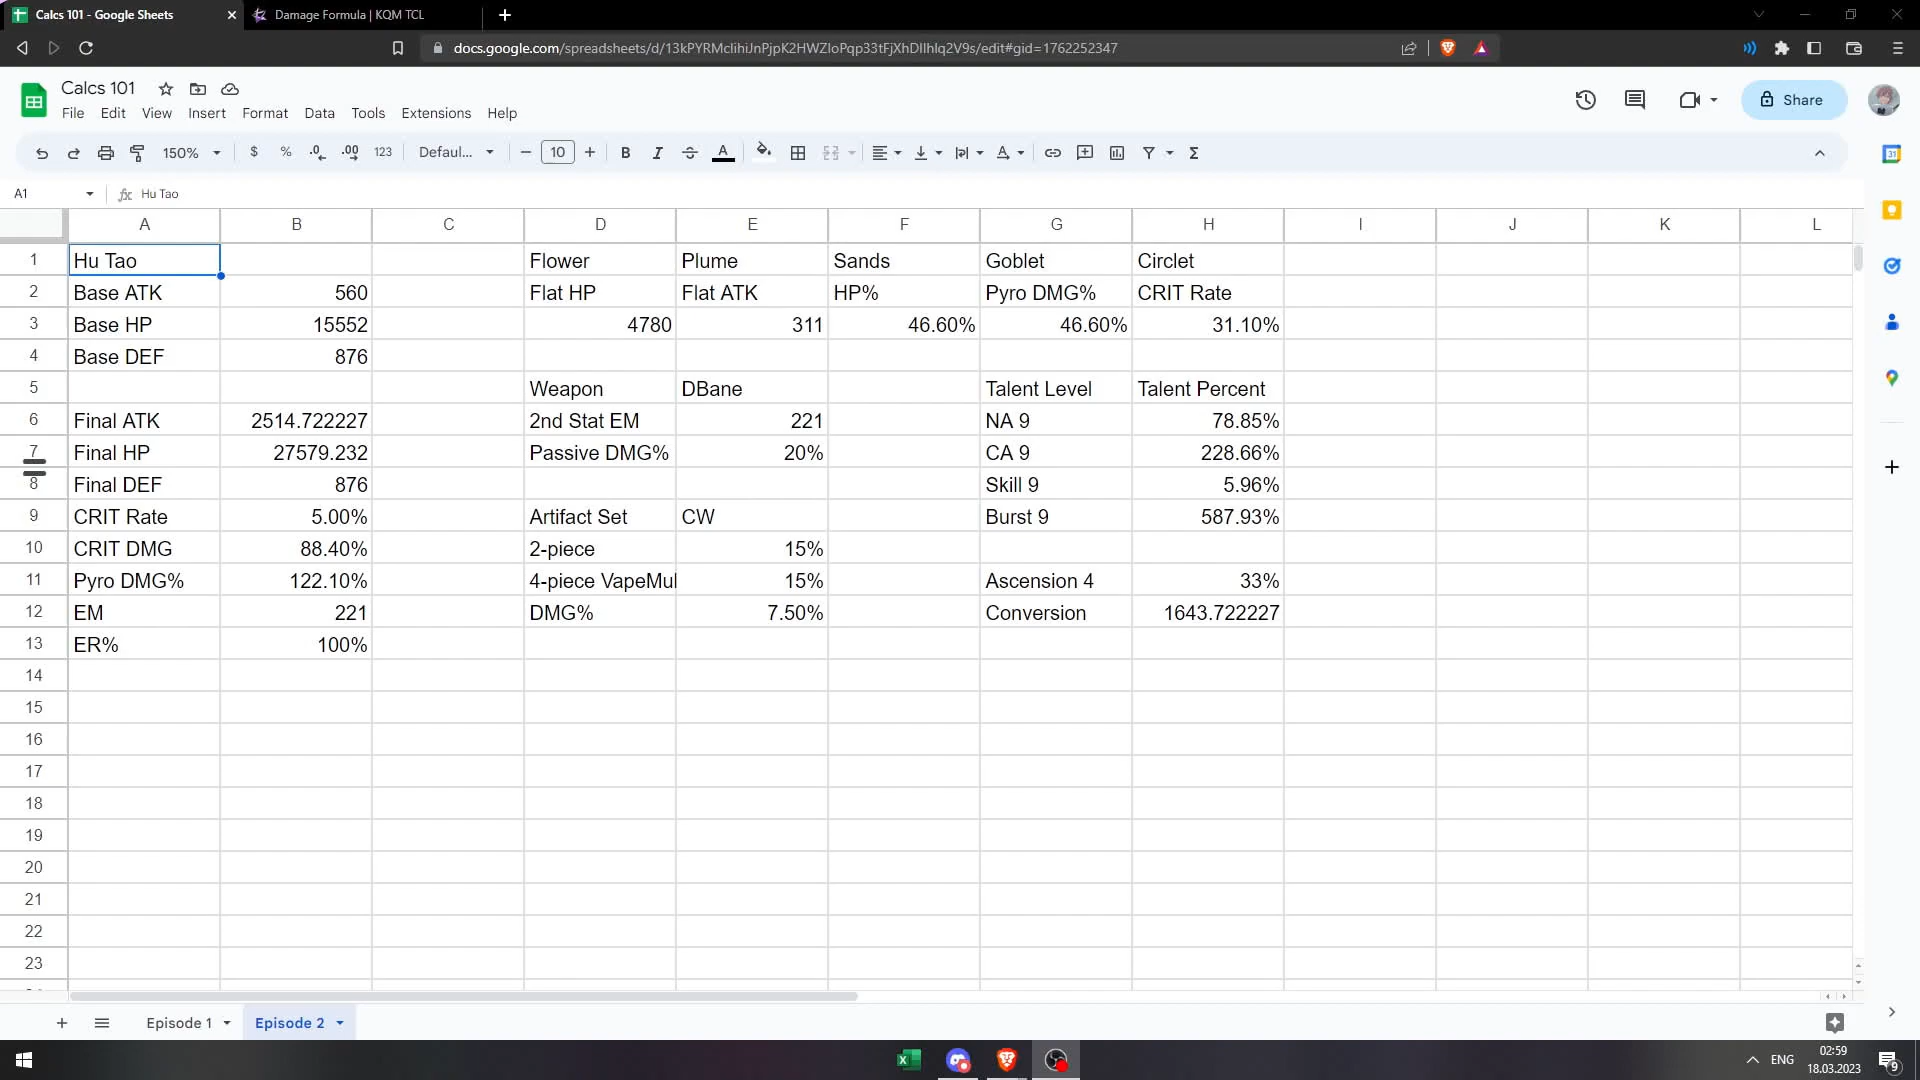 Calcs 101 - Google Sheets
Damage Formula | KQM TCL
docs.google.com/spreadsheets/d/13kPYRMcIihiJnPjpK2HWZIoPqp33tFjXhDIlhIq2V9s/edit#gid=1762252347
Calcs 101
File Edit View Insert Format Data Tools Extensions Help
Share
150% $ % .0 .00 123 Defaul... 10
A1 fx Hu Tao
A B C D E F G H I J K L
1 Hu Tao Flower Plume Sands Goblet Circlet
2 Base ATK 560 Flat HP Flat ATK HP% Pyro DMG% CRIT Rate
3 Base HP 15552 4780 311 46.60% 46.60% 31.10%
4 Base DEF 876
5 Weapon DBane Talent Level Talent Percent
6 Final ATK 2514.722227 2nd Stat EM 221 NA 9 78.85%
7 Final HP 27579.232 Passive DMG% 20% CA 9 228.66%
8 Final DEF 876 Skill 9 5.96%
9 CRIT Rate 5.00% Artifact Set CW Burst 9 587.93%
10 CRIT DMG 88.40% 2-piece 15%
11 Pyro DMG% 122.10% 4-piece VapeMul 15% Ascension 4 33%
12 EM 221 DMG% 7.50% Conversion 1643.722227
13 ER% 100%
14
15
16
17
18
19
20
21
22
23
Episode 1 Episode 2
ENG 02:59
18.03.2023 9